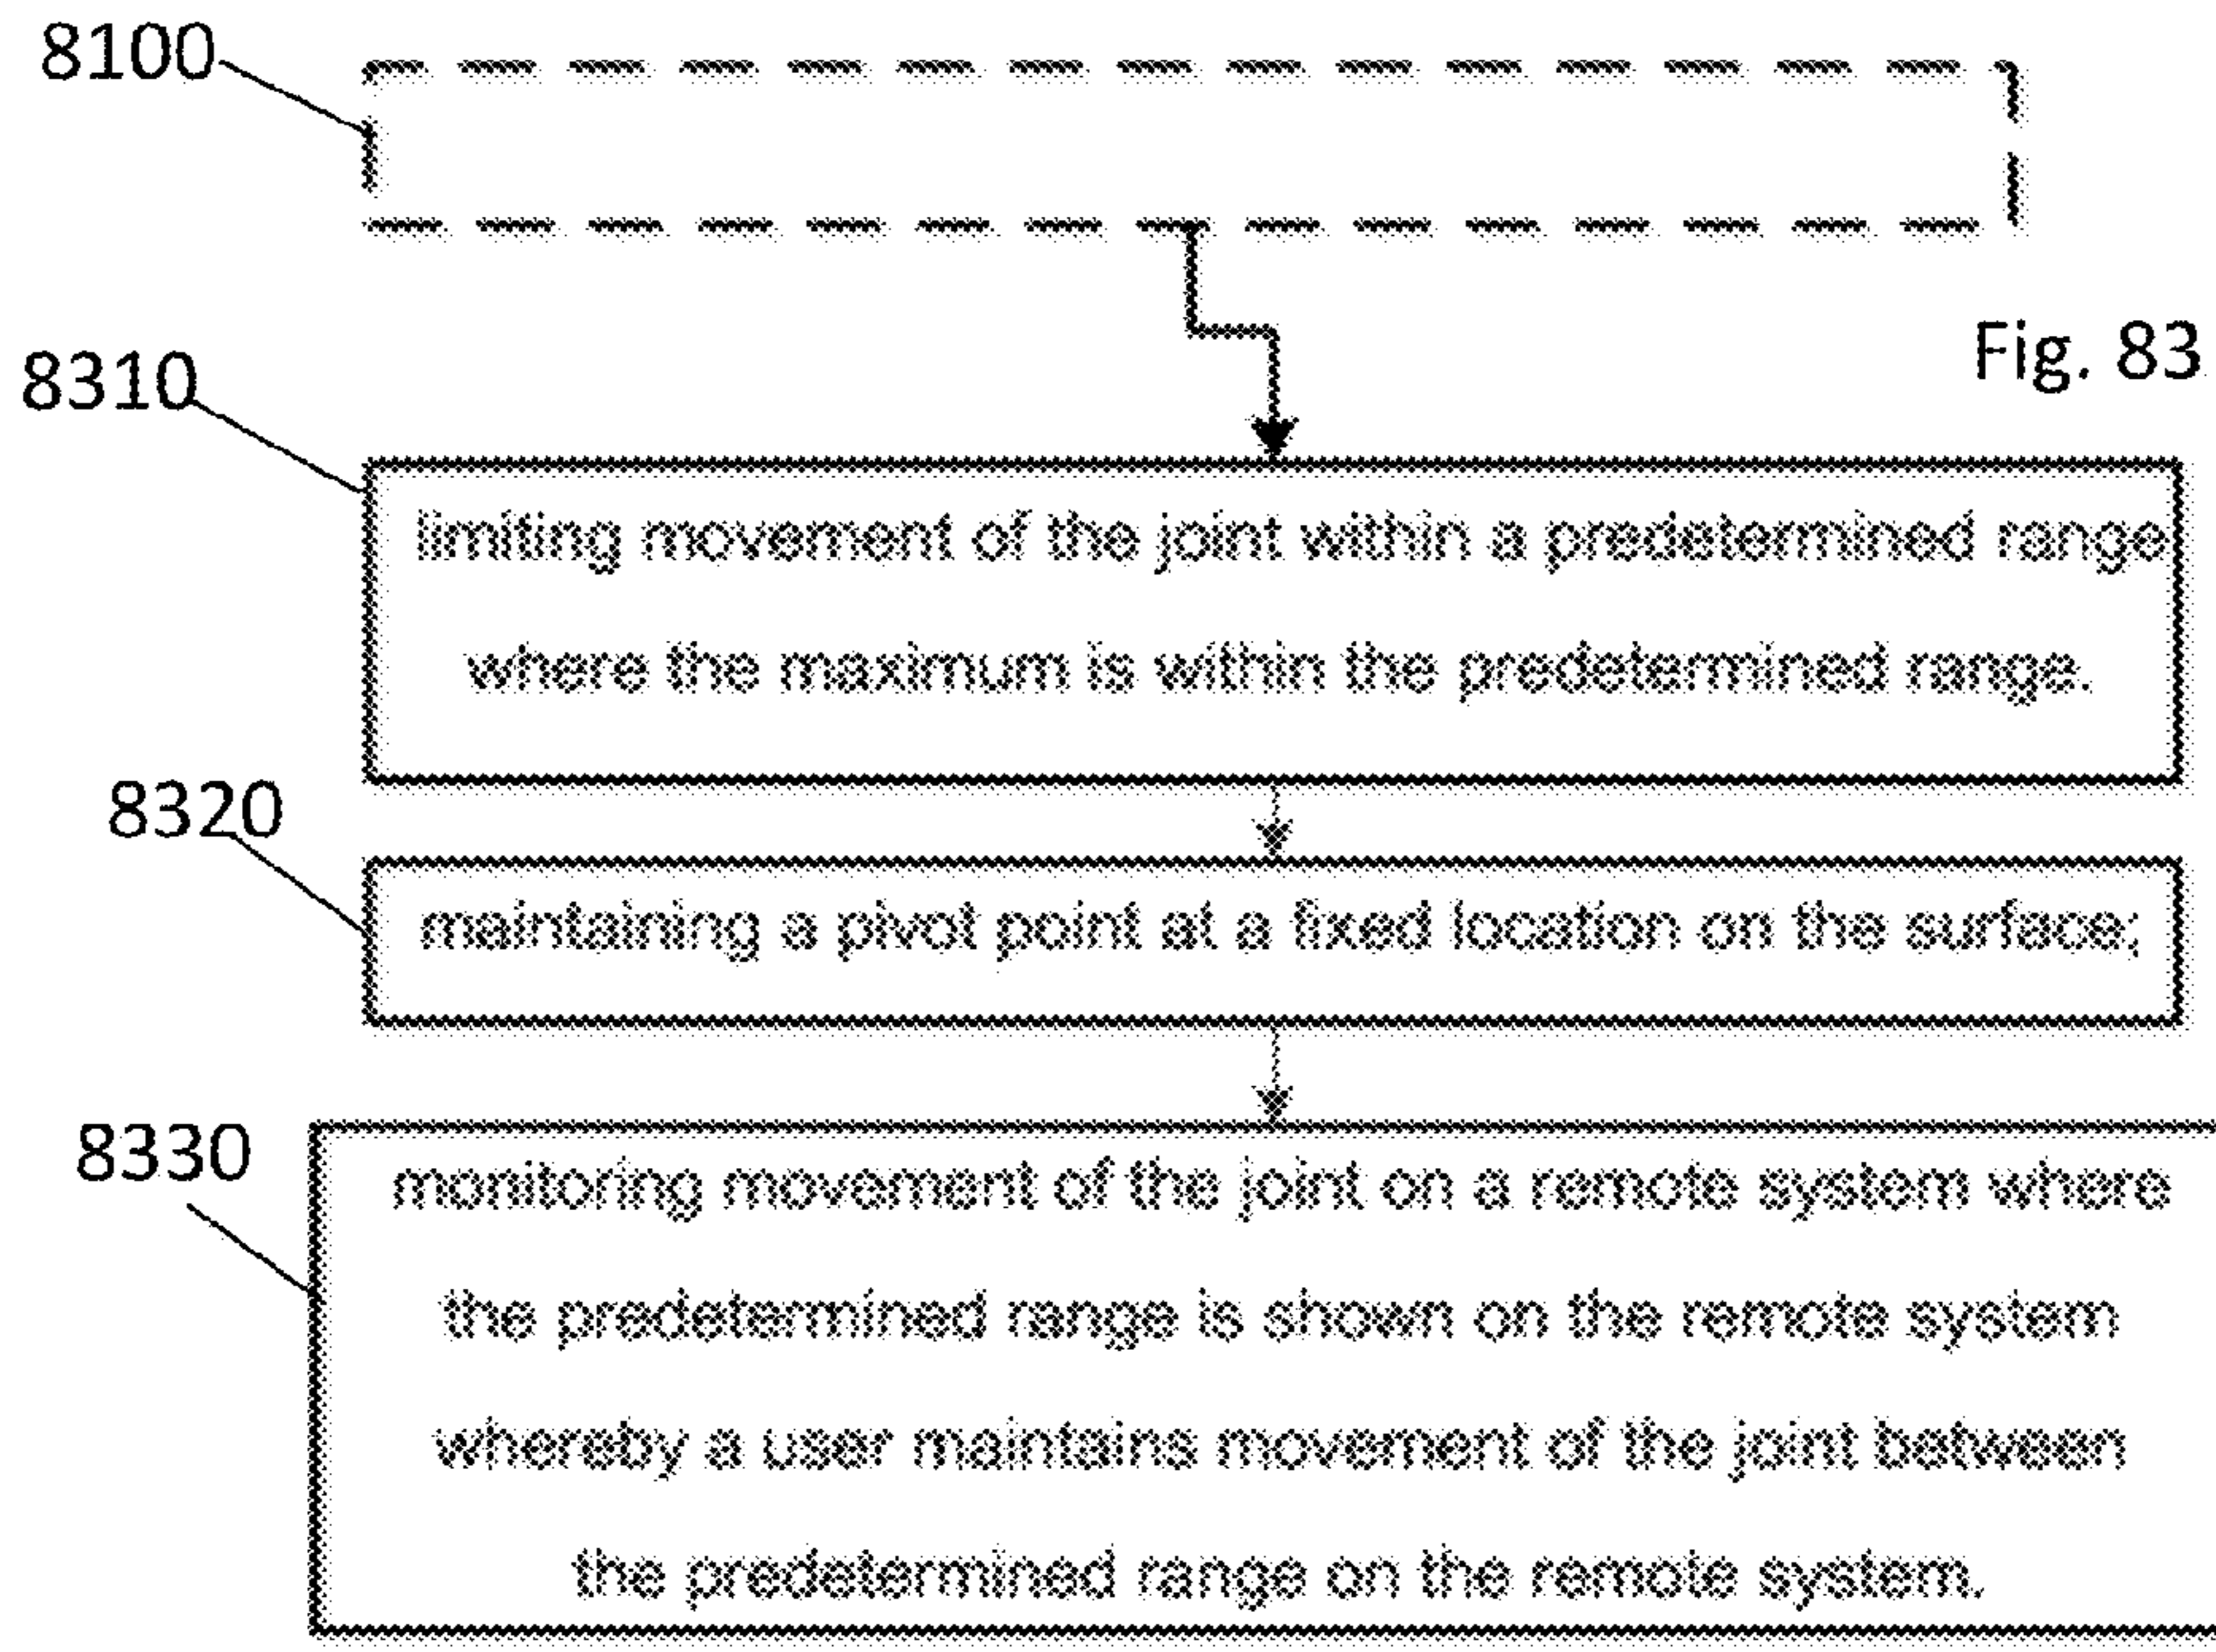 8100
Fig. 83
8310
limiting movement of the joint within a predetermined range
where the maximum is within the predetermined range.
8320
maintaining a pivot point at a fixed location on the surface;
8330
monitoring movement of the joint on a remote system where
the predetermined range is shown on the remote system
whereby a user maintains movement of the joint between
the predetermined range on the remote system.